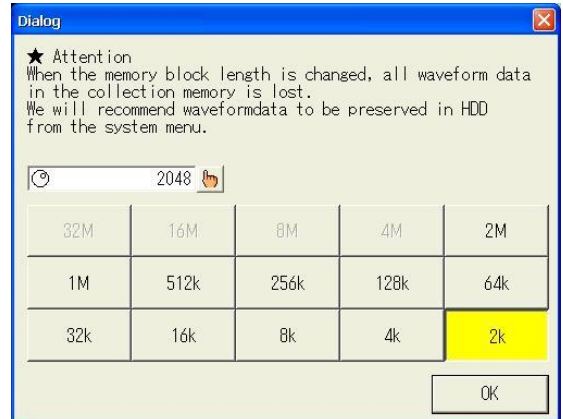 Dialog
★ Attention
When the memory block length is changed, all waveform data
in the collection memory is lost.
We will recommend waveformdata to be preserved in HDD
from the system menu.
2048
32M 16M 8M 4M 2M
1M 512k 256k 128k 64k
32k 16k 8k 4k 2k
OK